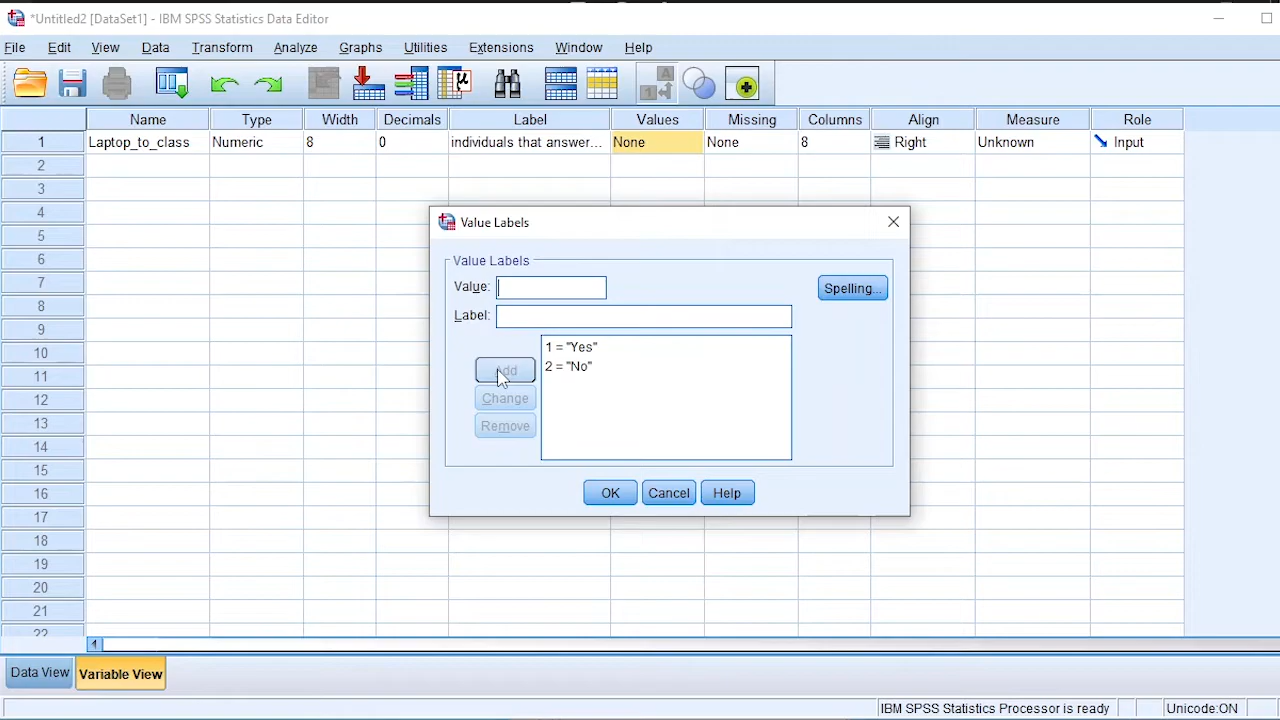 *Untitled2 [DataSet1] - IBM SPSS Statistics Data Editor
File Edit View Data Transform Analyze Graphs Utilities Extensions Window Help
Name Type Width Decimals Label Values Missing Columns Align Measure Role
1 Laptop_to_class Numeric 8 0 individuals that answer... None None 8 Right Unknown Input
2
3
4
Value Labels
5
6
Value Labels
7
Value:
Spelling...
8
Label:
9
1 = "Yes"
10
2 = "No"
Add
11
Change
12
Remove
13
14
15
16
OK Cancel Help
17
18
19
20
21
22
Data View Variable View
IBM SPSS Statistics Processor is ready Unicode:ON